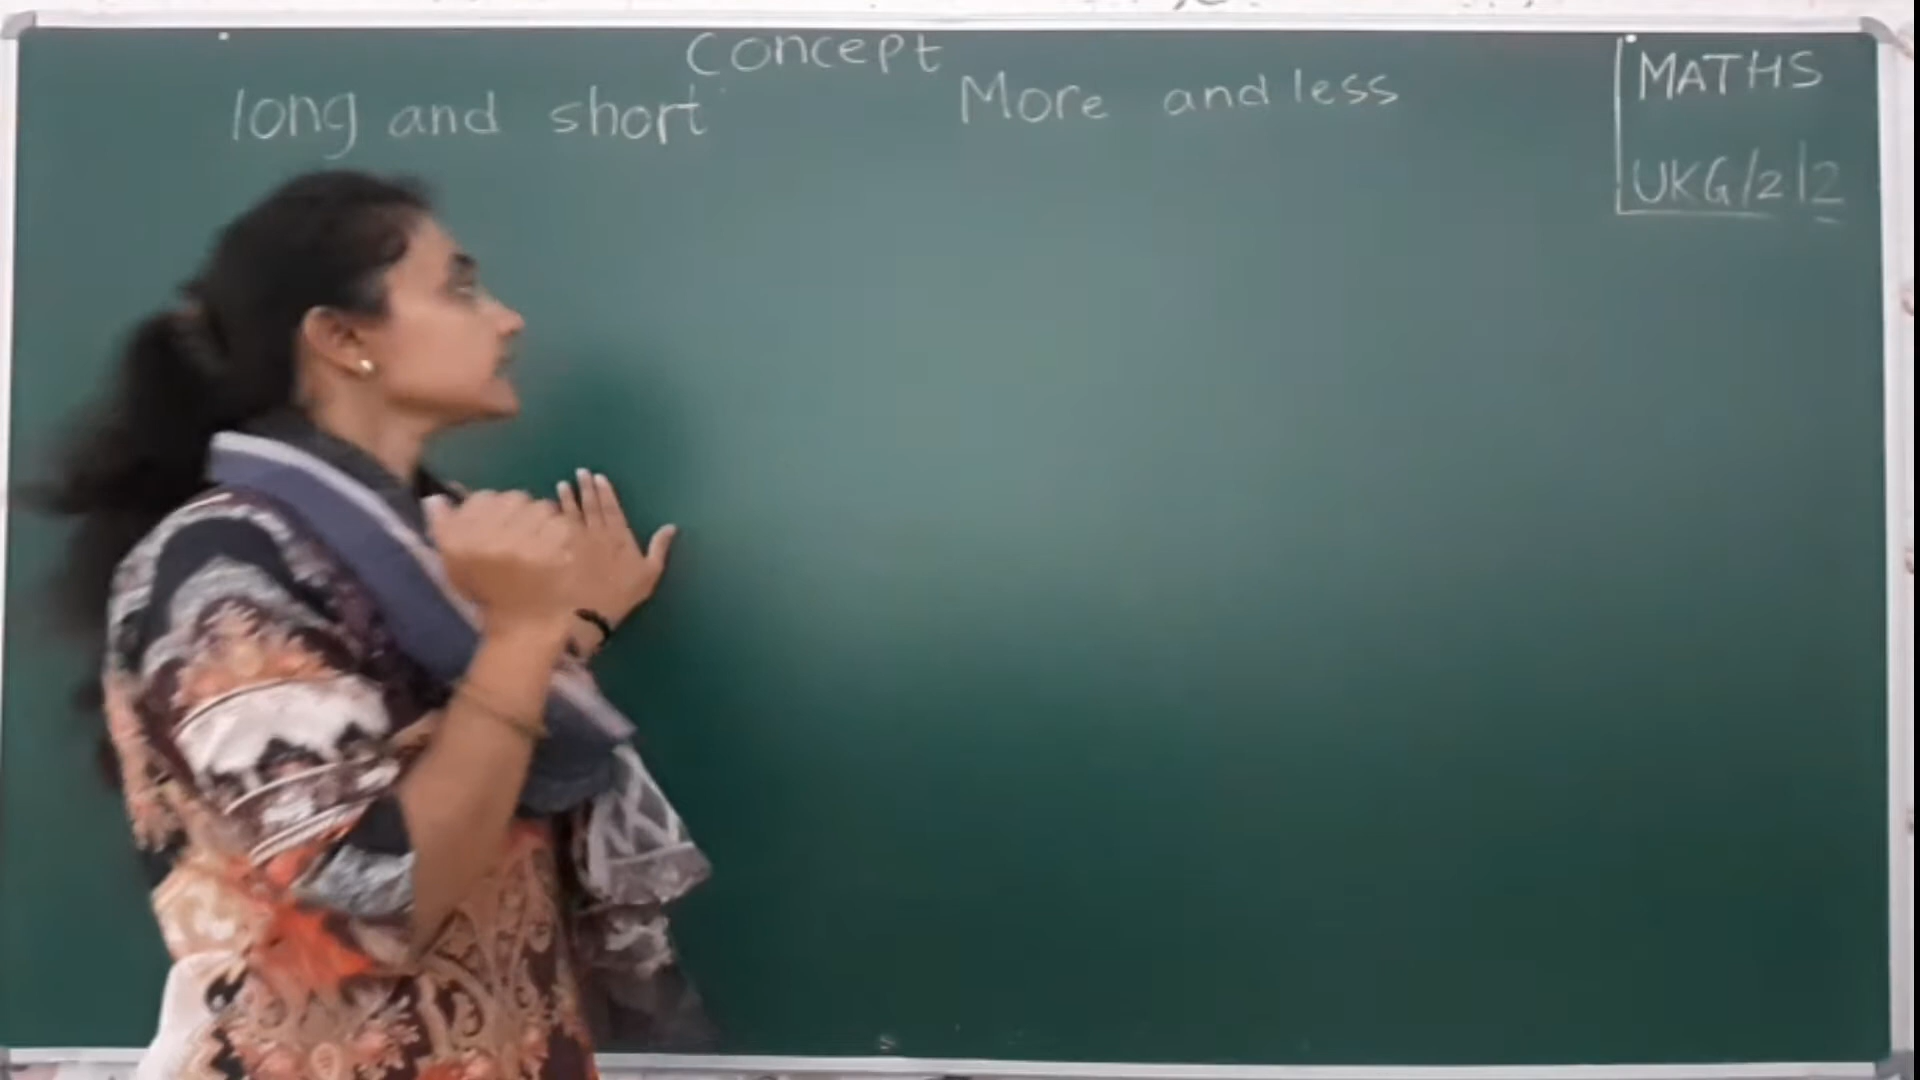 Concept
long and short
More and less
MATHS
UKG/2/2